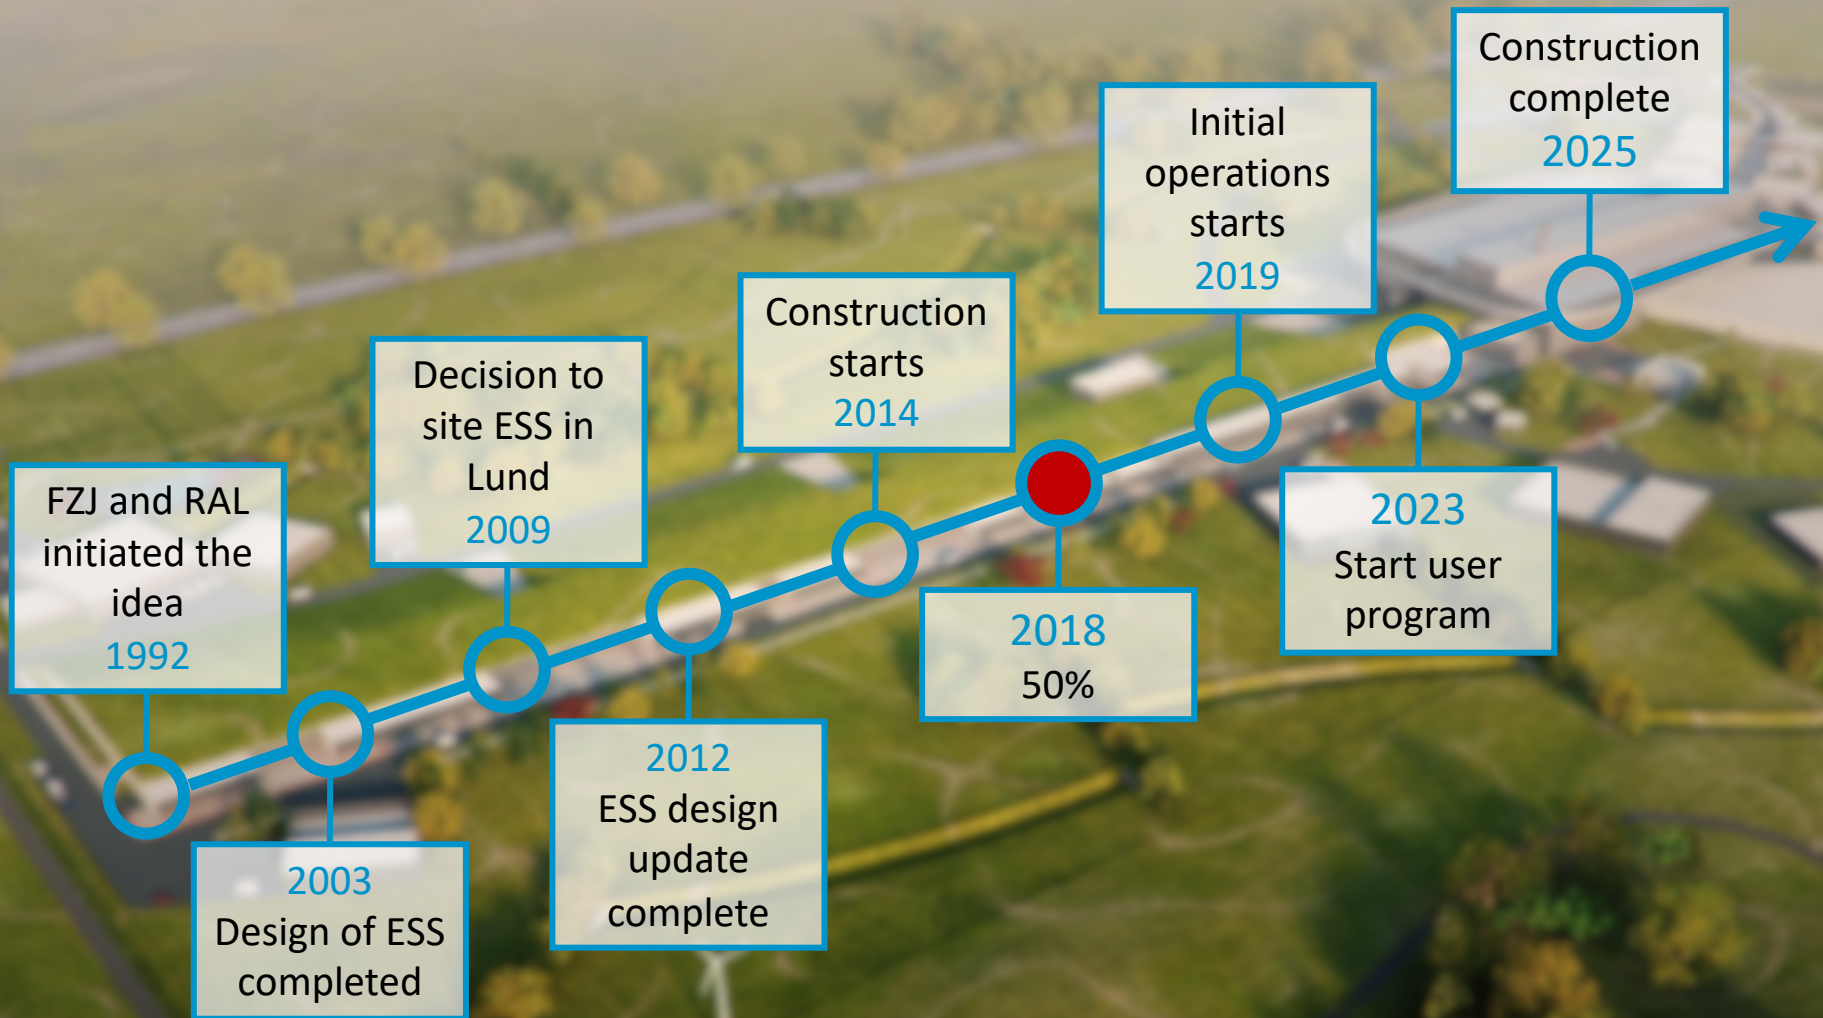 FZJ and RAL
initiated the
idea
1992
2003
Design of ESS
completed
Decision to
site ESS in
Lund
2009
2012
ESS design
update
complete
Construction
starts
2014
2018
50%
Initial
operations
starts
2019
2023
Start user
program
Construction
complete
2025